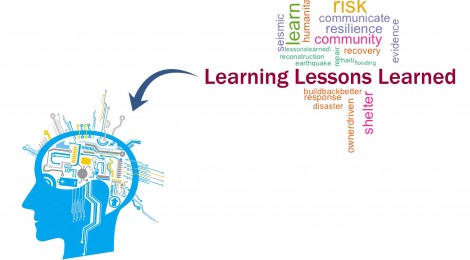 risk
seismic
learn
humanita
communicate
resilience
evidence
community
lessonslearned
repair
recovery
reconstruction
haiti
flooding
earthquake
Learning Lessons Learned
buildbackbetter
response
disaster
ownerdriven
shelter